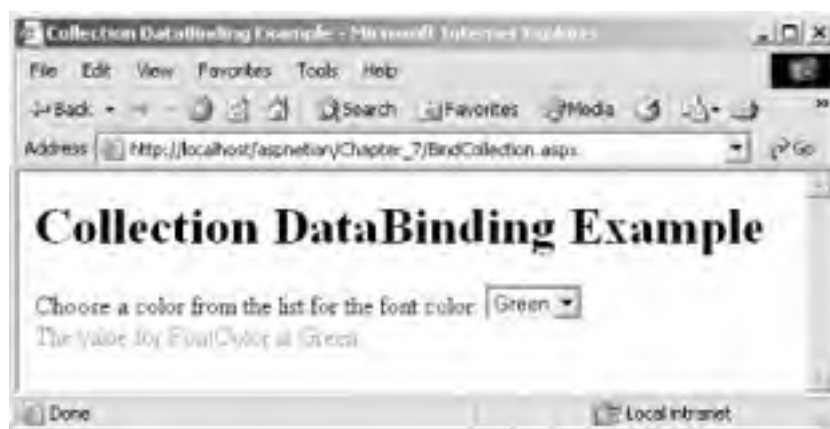 Collection DataBinding Example - Microsoft Internet Explorer
File Edit View Favorites Tools Help
Back Search Favorites Media »
Address http://localhost/aspnetian/Chapter_7/BindCollection.aspx Go
Collection DataBinding Example
Choose a color from the list for the font color: Green
The value for FontColor is Green
Done Local intranet